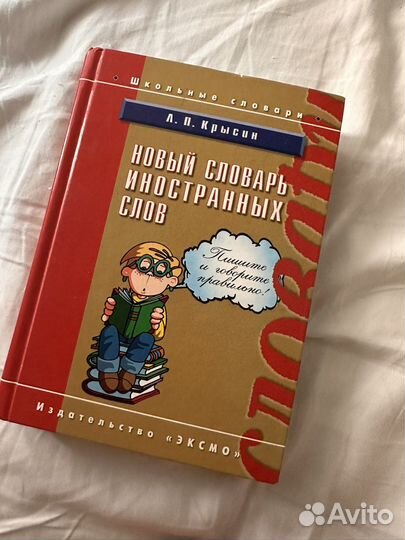 Школьные словари
Л. П. Крысин
НОВЫЙ СЛОВАРЬ
ИНОСТРАННЫХ
СЛОВ
Пишите
и говорите
правильно!
СЛОВАРИ
Издательство «ЭКСМО»
Avito